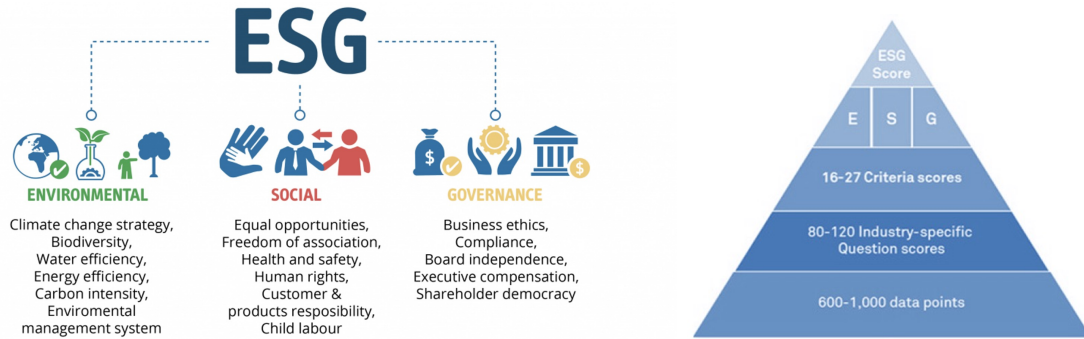 ESG
ENVIRONMENTAL
Climate change strategy,
Biodiversity,
Water efficiency,
Energy efficiency,
Carbon intensity,
Enviromental
management system
SOCIAL
Equal opportunities,
Freedom of association,
Health and safety,
Human rights,
Customer &
products resposibility,
Child labour
$
$
GOVERNANCE
Business ethics,
Compliance,
Board independence,
Executive compensation,
Shareholder democracy
ESG
Score
E S G
16-27 Criteria scores
80-120 Industry-specific
Question scores
600-1,000 data points